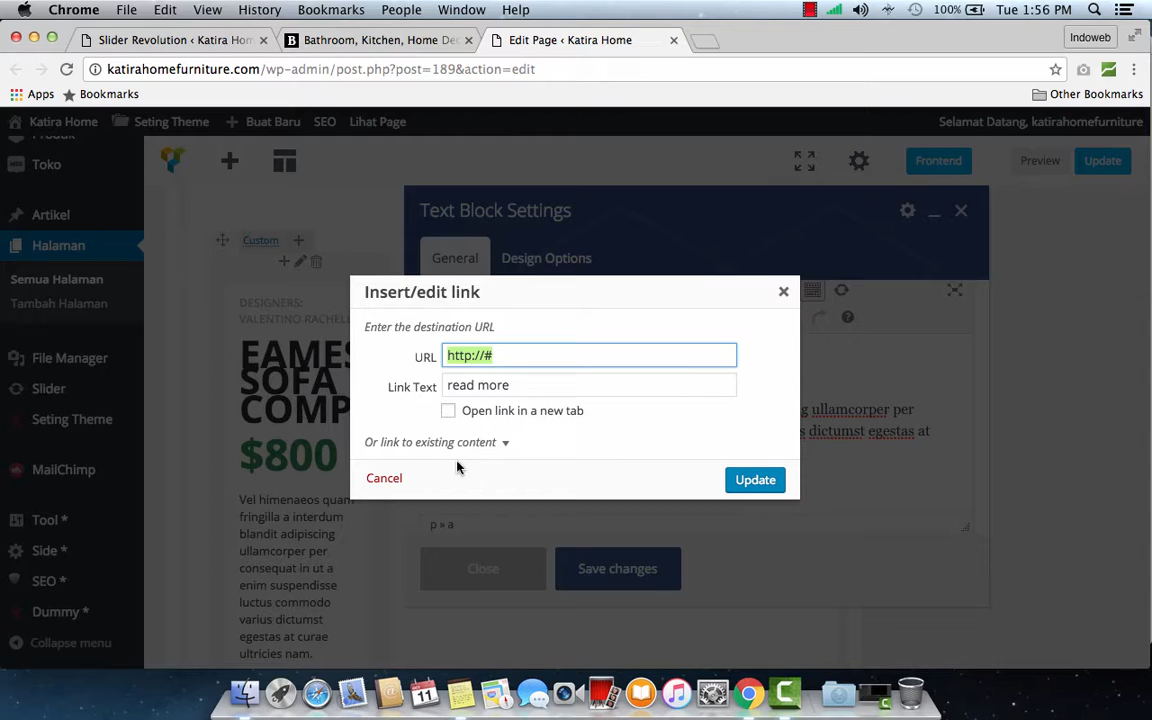 Chrome File Edit View History Bookmarks People Window Help 100% Tue 1:56 PM
Slider Revolution ‹ Katira Hom
Bathroom, Kitchen, Home De
Edit Page ‹ Katira Home
Indoweb
katirahomefurniture.com/wp-admin/post.php?post=189&action=edit
Apps Bookmarks Other Bookmarks
Katira Home Seting Theme Buat Baru SEO Lihat Page Selamat Datang, katirahomefurniture
Produk
Toko
Artikel
Halaman
Semua Halaman
Tambah Halaman
File Manager
Slider
Seting Theme
MailChimp
Tool *
Side *
SEO *
Dummy *
Collapse menu
Frontend Preview Update
Custom
DESIGNERS:
VALENTINO RACHEL
EAMES
SOFA
COMP
$800
Vel himenaeos quam
fringilla a interdum
blandit adipiscing
ullamcorper per
consequat in ut a
enim suspendisse
luctus commodo
varius dictumst
egestas at curae
ultricies nam.
Text Block Settings
General Design Options
ullamcorper per
dictumst egestas at
p » a
Close Save changes
Insert/edit link
Enter the destination URL
URL http://#
Link Text read more
Open link in a new tab
Or link to existing content
Cancel Update
11